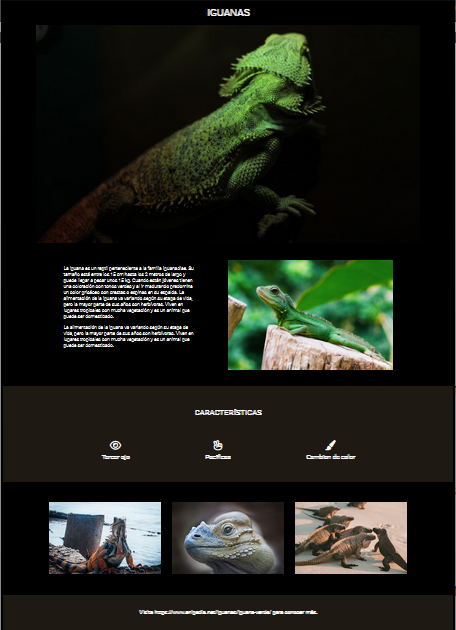 IGUANAS
La iguana es un reptil perteneciente a la familia Iguanidae. Su
tamaño está entre los 1.5 cm hasta los 2 metros de largo y
puede llegar a pesar unos 15 kg. Cuando están jóvenes tienen
una coloración con tonos verdes y al ir madurando predomina
un color grisáceo con crestas o espinas en su espalda. La
alimentación de la iguana va variando según su etapa de vida,
pero la mayor parte de sus años son herbívoras. Viven en
lugares tropicales con mucha vegetación y es un animal que
puede ser domesticado.
La alimentación de la iguana va variando según su etapa de
vida, pero la mayor parte de sus años son herbívoras. Viven en
lugares tropicales con mucha vegetación y es un animal que
puede ser domesticado.
CARACTERÍSTICAS
Tercer ojo
Pacíficas
Cambian de color
Visita https://www.anipedia.net/iguanas/iguana-verde/ para conocer más.